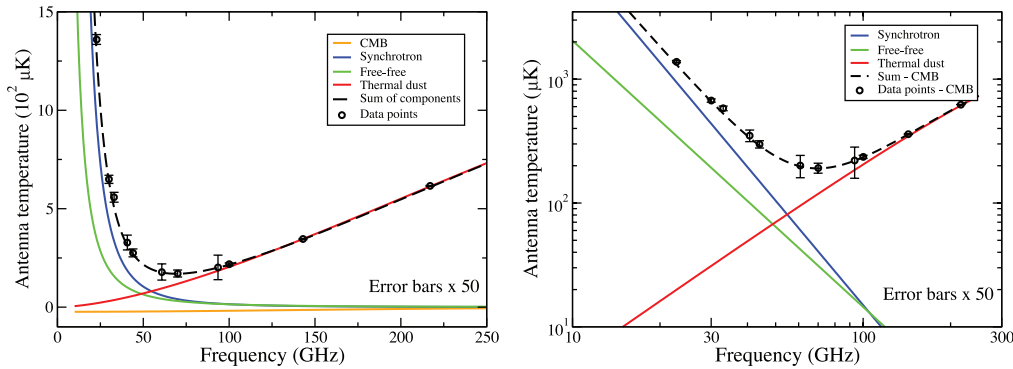 15
10
5
0
Antenna temperature (10² μK)
0
50
100
150
200
250
Frequency (GHz)
CMB
Synchrotron
Free-free
Thermal dust
Sum of components
Data points
Error bars x 50
10³
10²
10¹
Antenna temperature (μK)
10
30
100
300
Frequency (GHz)
Synchrotron
Free-free
Thermal dust
Sum - CMB
Data points - CMB
Error bars x 50